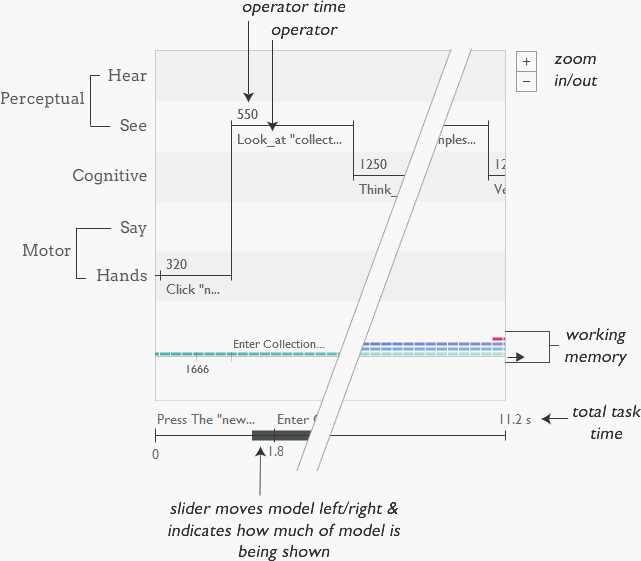 operator time
operator
+
zoom
−
in/out
Hear
Perceptual
550
See
Look_at "collect...
nples...
Cognitive
1250
12
Think_
Ve
Say
Motor
320
Hands
Click "n...
Enter Collection...
working
memory
1666
Press The "new...
Enter C
11.2 s
total task
time
0
1.8
slider moves model left/right &
indicates how much of model is
being shown